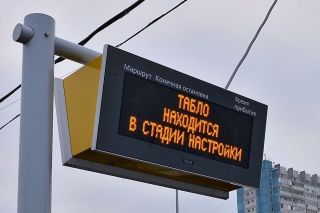 Маршрут Конечная остановка Время прибытия
ТАБЛО
НАХОДИТСЯ
В СТАДИИ НАСТРОЙКИ